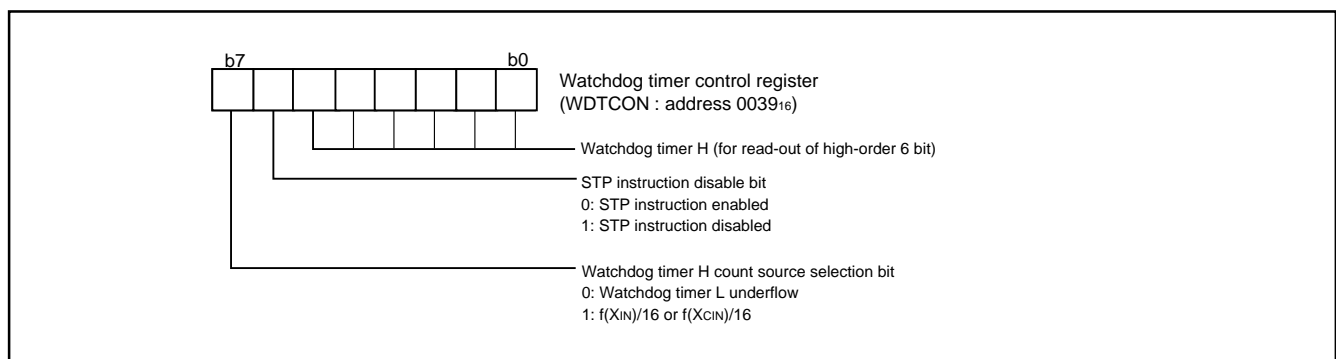 b7 b0
Watchdog timer control register
(WDTCON : address 003916)
Watchdog timer H (for read-out of high-order 6 bit)
STP instruction disable bit
0: STP instruction enabled
1: STP instruction disabled
Watchdog timer H count source selection bit
0: Watchdog timer L underflow
1: f(XIN)/16 or f(XCIN)/16